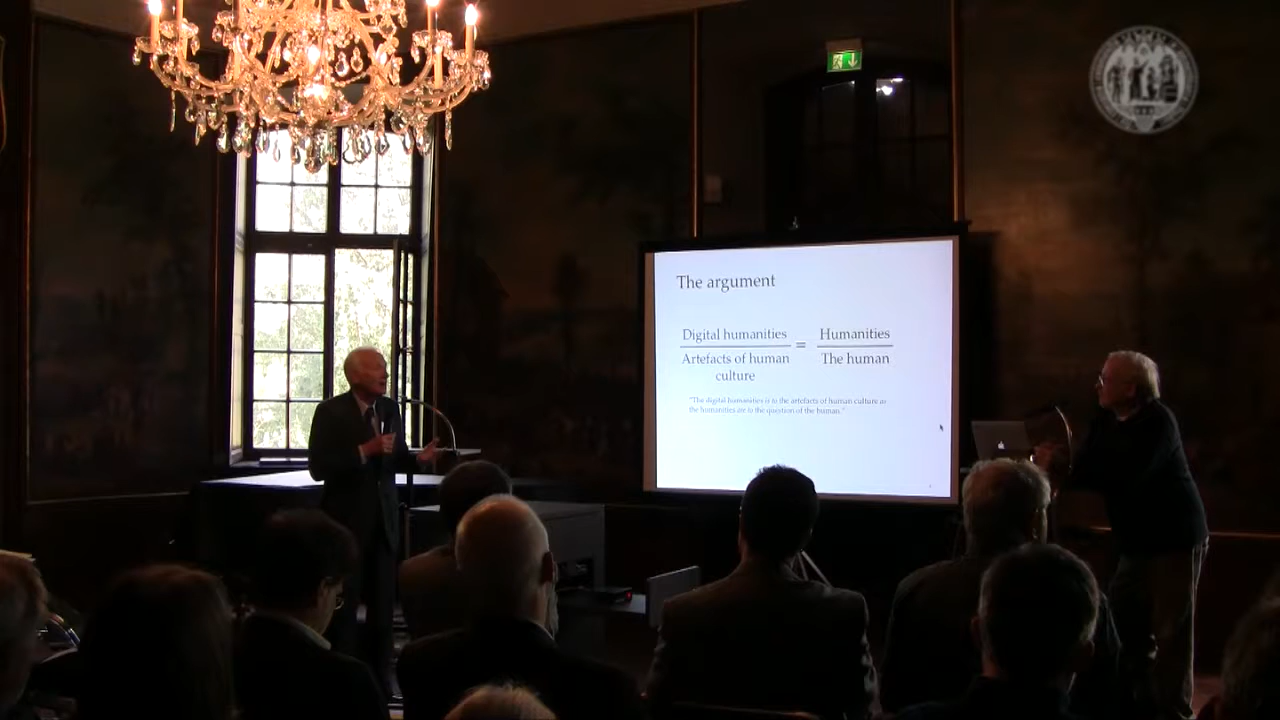 The argument
Digital humanities
Artefacts of human
culture
=
Humanities
The human
"The digital humanities is to the artefacts of human culture as
the humanities are to the question of the human."